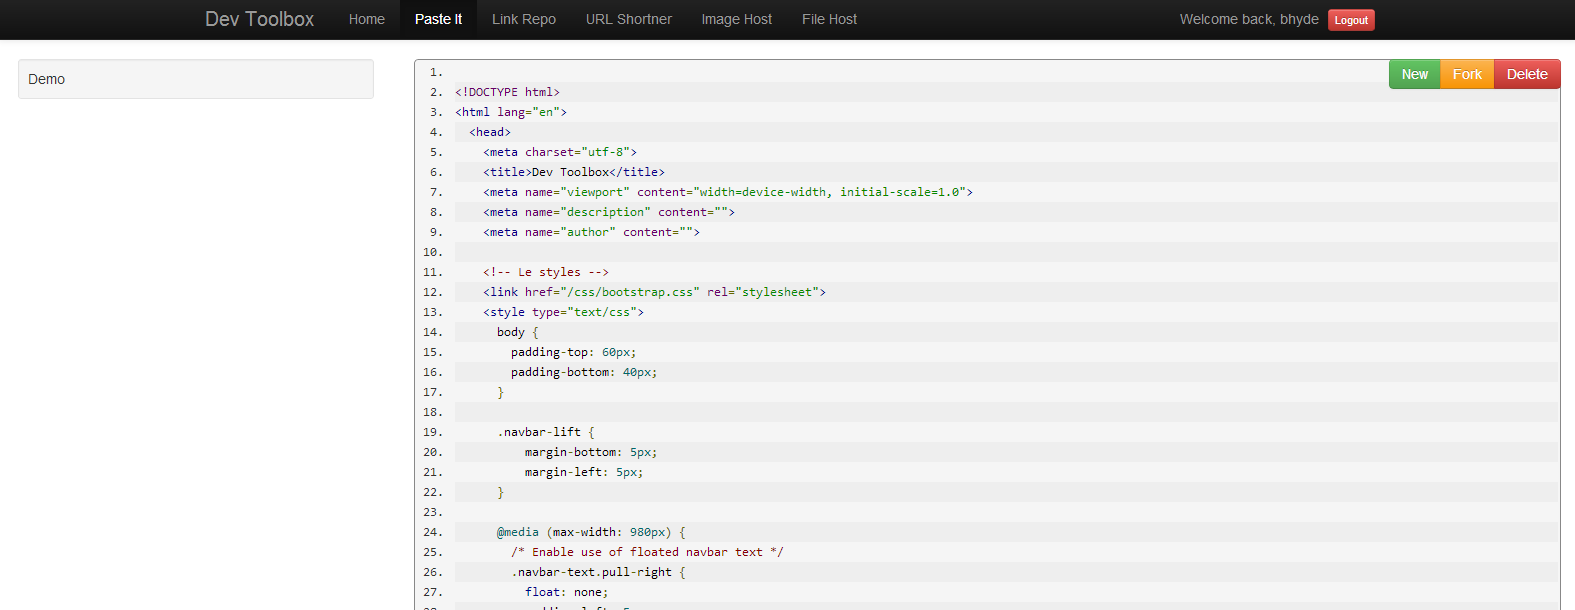 Dev Toolbox Home Paste It Link Repo URL Shortner Image Host File Host Welcome back, bhyde Logout
Demo
New Fork Delete
1.
2. <!DOCTYPE html>
3. <html lang="en">
4. <head>
5. <meta charset="utf-8">
6. <title>Dev Toolbox</title>
7. <meta name="viewport" content="width=device-width, initial-scale=1.0">
8. <meta name="description" content="">
9. <meta name="author" content="">
10.
11. <!-- Le styles -->
12. <link href="/css/bootstrap.css" rel="stylesheet">
13. <style type="text/css">
14. body {
15. padding-top: 60px;
16. padding-bottom: 40px;
17. }
18.
19. .navbar-lift {
20. margin-bottom: 5px;
21. margin-left: 5px;
22. }
23.
24. @media (max-width: 980px) {
25. /* Enable use of floated navbar text */
26. .navbar-text.pull-right {
27. float: none;